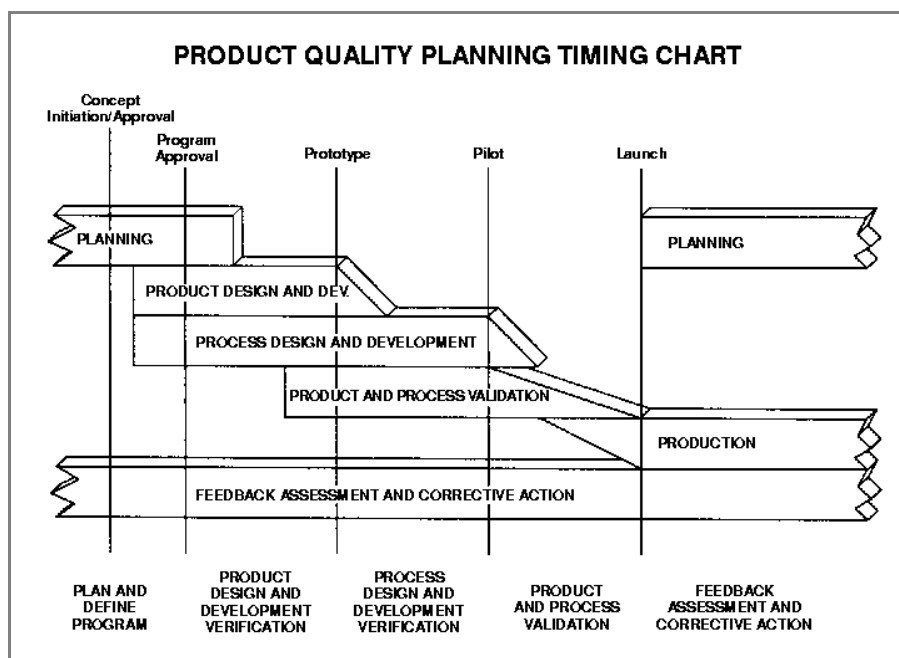 PRODUCT QUALITY PLANNING TIMING CHART
Concept
Initiation/Approval
Program
Approval
Prototype
Pilot
Launch
PLANNING
PLANNING
PRODUCT DESIGN AND DEV.
PROCESS DESIGN AND DEVELOPMENT
PRODUCT AND PROCESS VALIDATION
PRODUCTION
FEEDBACK ASSESSMENT AND CORRECTIVE ACTION
PLAN AND
DEFINE
PROGRAM
PRODUCT
DESIGN AND
DEVELOPMENT
VERIFICATION
PROCESS
DESIGN AND
DEVELOPMENT
VERIFICATION
PRODUCT
AND PROCESS
VALIDATION
FEEDBACK
ASSESSMENT AND
CORRECTIVE ACTION